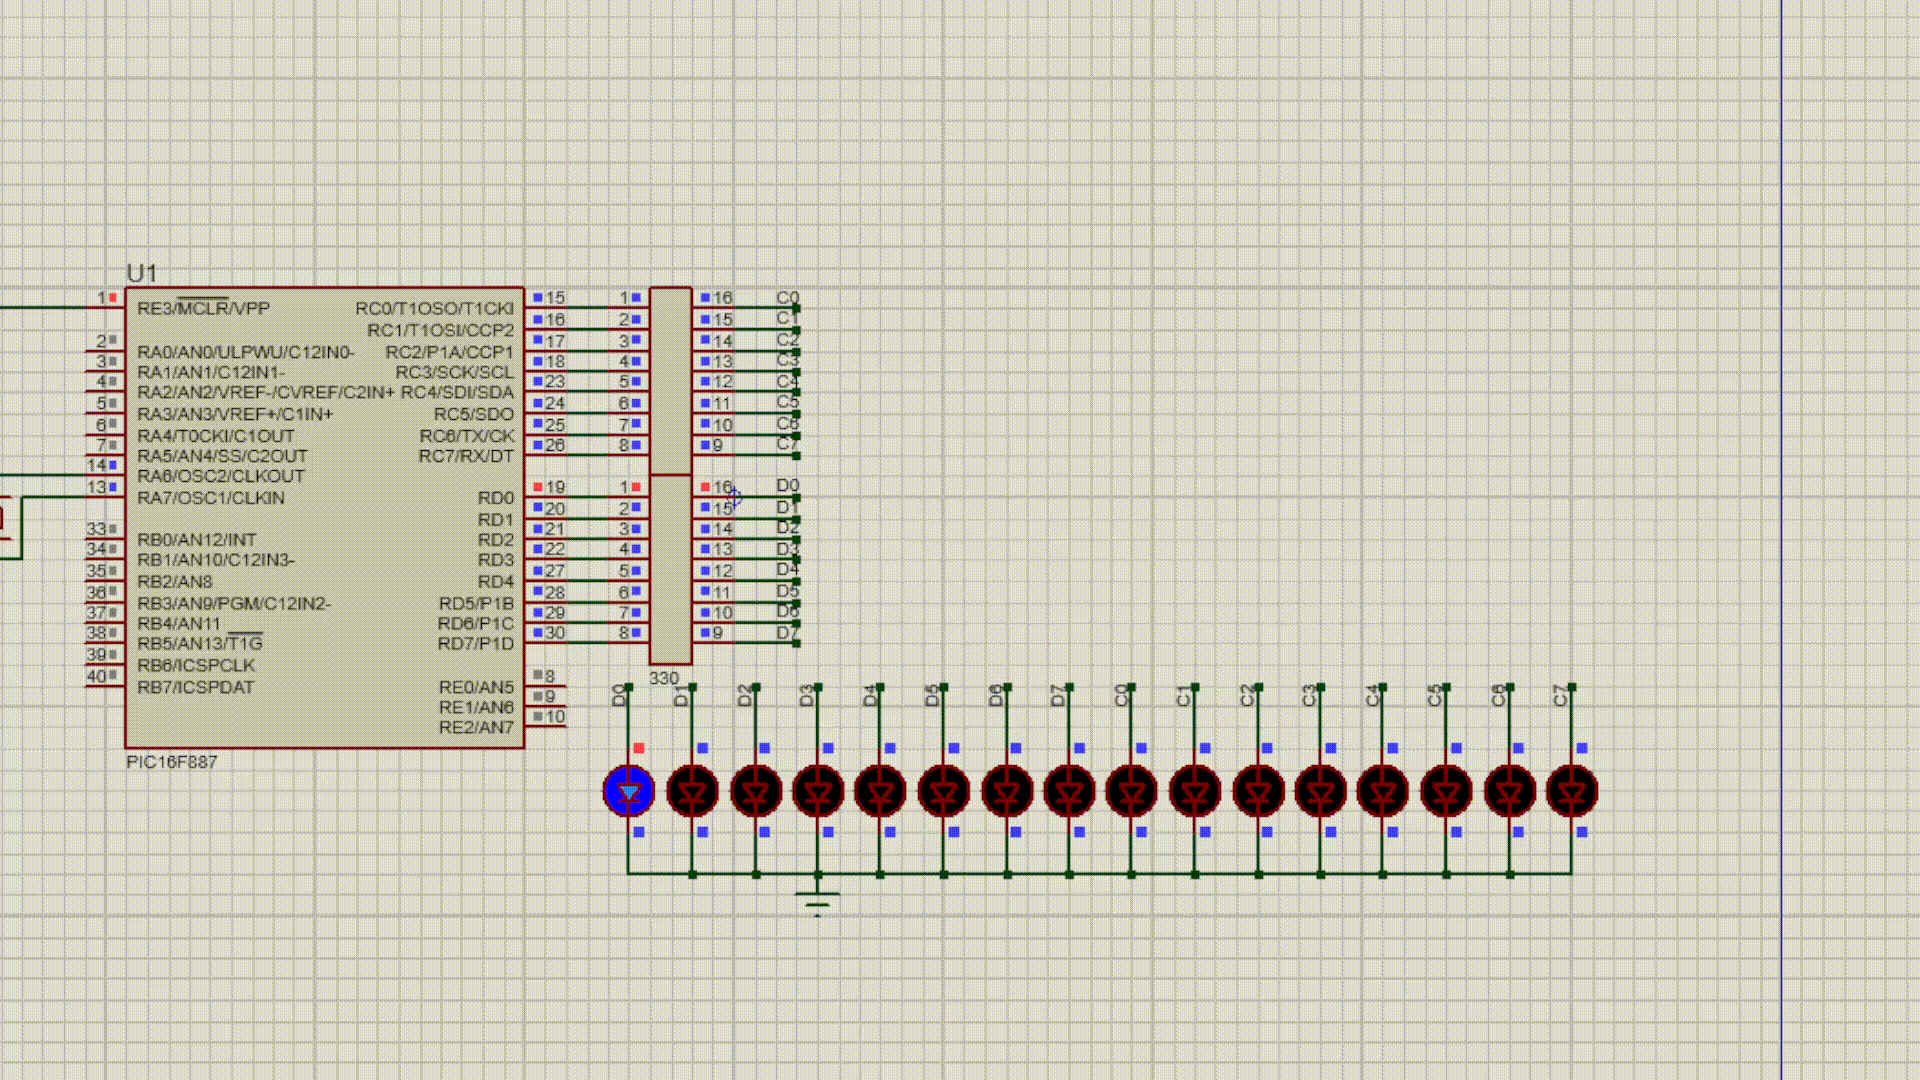 U1
1 RE3/MCLR/VPP RC0/T1OSO/T1CKI 15 1 16 C0
RC1/T1OSI/CCP2 16 2 15 C1
2 RA0/AN0/ULPWU/C12IN0- RC2/P1A/CCP1 17 3 14 C2
3 RA1/AN1/C12IN1- RC3/SCK/SCL 18 4 13 C3
4 RA2/AN2/VREF-/CVREF/C2IN+ RC4/SDI/SDA 23 5 12 C4
5 RA3/AN3/VREF+/C1IN+ RC5/SDO 24 6 11 C5
6 RA4/T0CKI/C1OUT RC6/TX/CK 25 7 10 C6
7 RA5/AN4/SS/C2OUT RC7/RX/DT 26 8 9 C7
14 RA6/OSC2/CLKOUT
13 RA7/OSC1/CLKIN RD0 19 1 16 D0
RD1 20 2 15 D1
33 RB0/AN12/INT RD2 21 3 14 D2
34 RB1/AN10/C12IN3- RD3 22 4 13 D3
35 RB2/AN8 RD4 27 5 12 D4
36 RB3/AN9/PGM/C12IN2- RD5/P1B 28 6 11 D5
37 RB4/AN11 RD6/P1C 29 7 10 D6
38 RB5/AN13/T1G RD7/P1D 30 8 9 D7
39 RB6/ICSPCLK
40 RB7/ICSPDAT RE0/AN5 8
RE1/AN6 9
RE2/AN7 10
330
PIC16F887
D0 D1 D2 D3 D4 D5 D6 D7 C0 C1 C2 C3 C4 C5 C6 C7